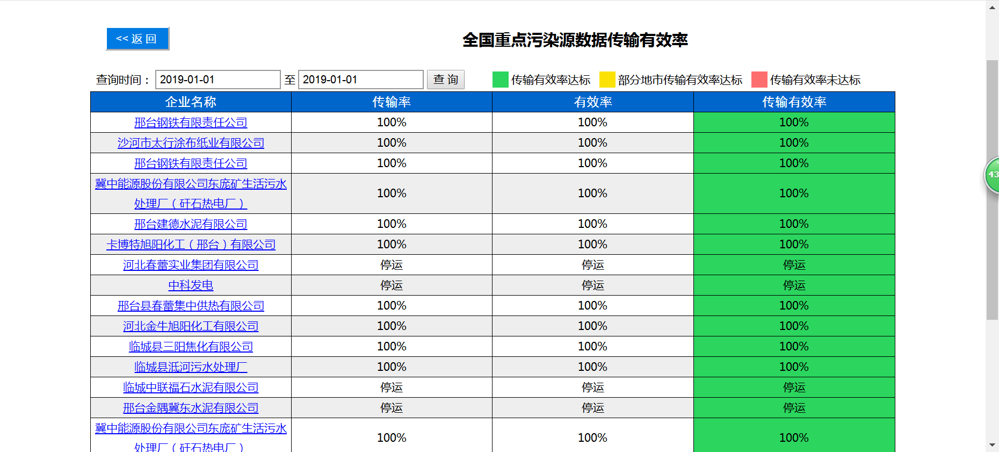 << 返 回
全国重点污染源数据传输有效率
查询时间： 2019-01-01 至 2019-01-01 查 询 传输有效率达标 部分地市传输有效率达标 传输有效率未达标
企业名称 传输率 有效率 传输有效率
邢台钢铁有限责任公司 100% 100% 100%
沙河市太行涂布纸业有限公司 100% 100% 100%
邢台钢铁有限责任公司 100% 100% 100%
冀中能源股份有限公司东庞矿生活污水
处理厂（矸石热电厂） 100% 100% 100%
邢台建德水泥有限公司 100% 100% 100%
卡博特旭阳化工（邢台）有限公司 100% 100% 100%
河北春蕾实业集团有限公司 停运 停运 停运
中科发电 停运 停运 停运
邢台县春蕾集中供热有限公司 100% 100% 100%
河北金牛旭阳化工有限公司 100% 100% 100%
临城县三阳焦化有限公司 100% 100% 100%
临城县泜河污水处理厂 100% 100% 100%
临城中联福石水泥有限公司 停运 停运 停运
邢台金隅冀东水泥有限公司 停运 停运 停运
冀中能源股份有限公司东庞矿生活污水
处理厂（矸石热电厂） 100% 100% 100%
43